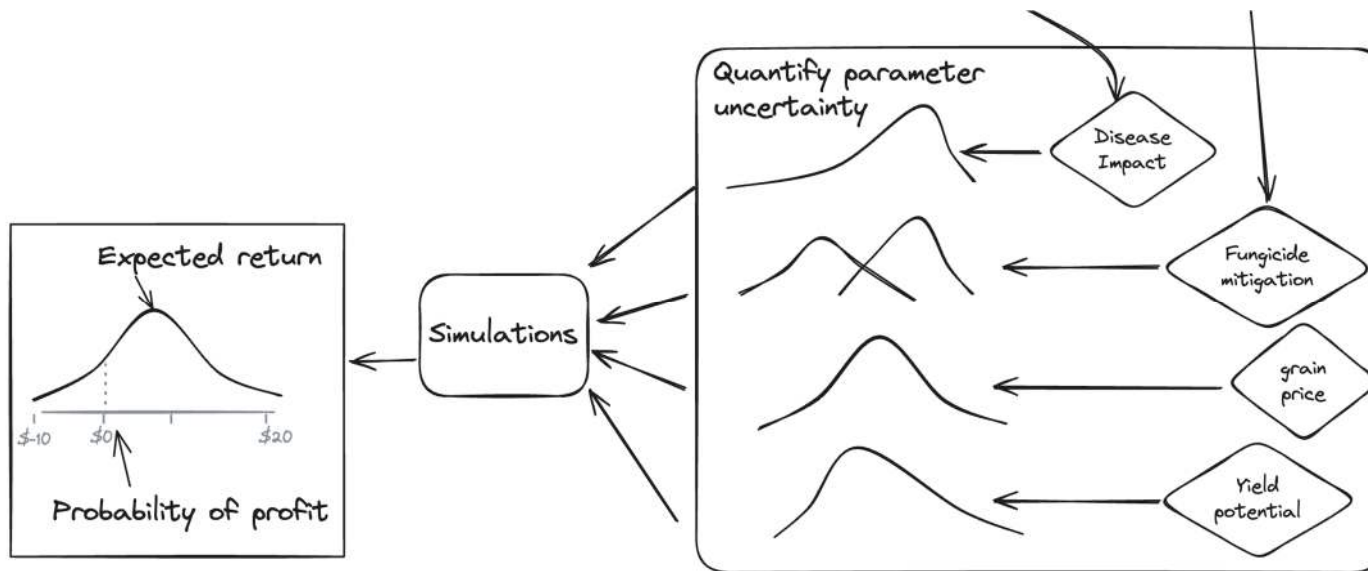 Quantify parameter
uncertainty
Disease
Impact
Fungicide
mitigation
grain
price
Yield
potential
Simulations
Expected return
$-10
$0
$20
Probability of profit